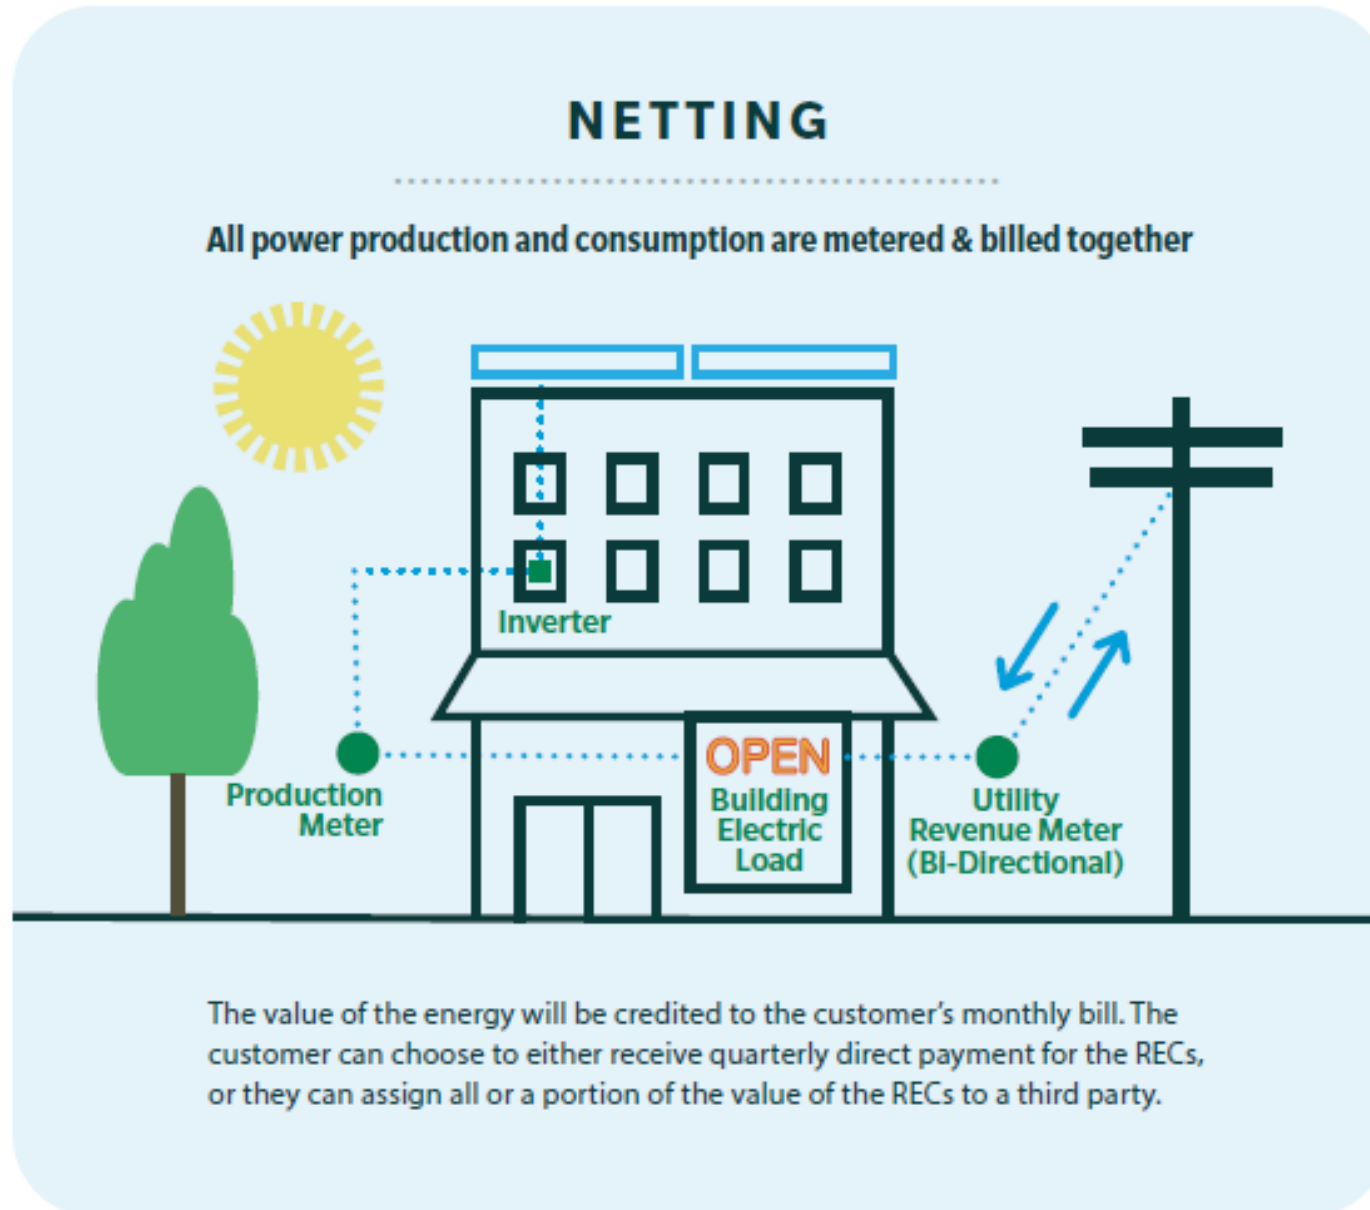 NETTING
All power production and consumption are metered & billed together
Inverter
Production
Meter
OPEN
Building
Electric
Load
Utility
Revenue Meter
(Bi-Directional)
The value of the energy will be credited to the customer’s monthly bill. The
customer can choose to either receive quarterly direct payment for the RECs,
or they can assign all or a portion of the value of the RECs to a third party.